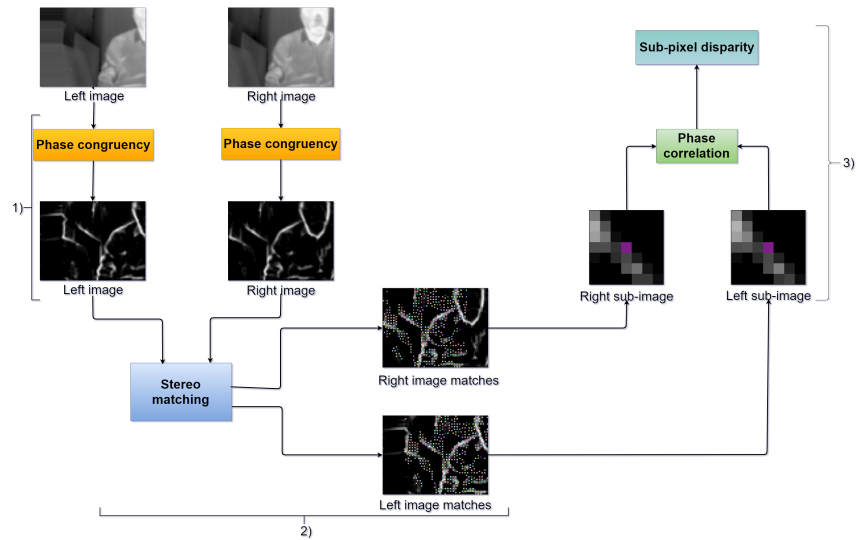 Left image
Right image
Sub-pixel disparity
Phase congruency
Phase congruency
Phase
correlation
3)
1)
Left image
Right image
Right sub-image
Left sub-image
Stereo
matching
Right image matches
Left image matches
2)